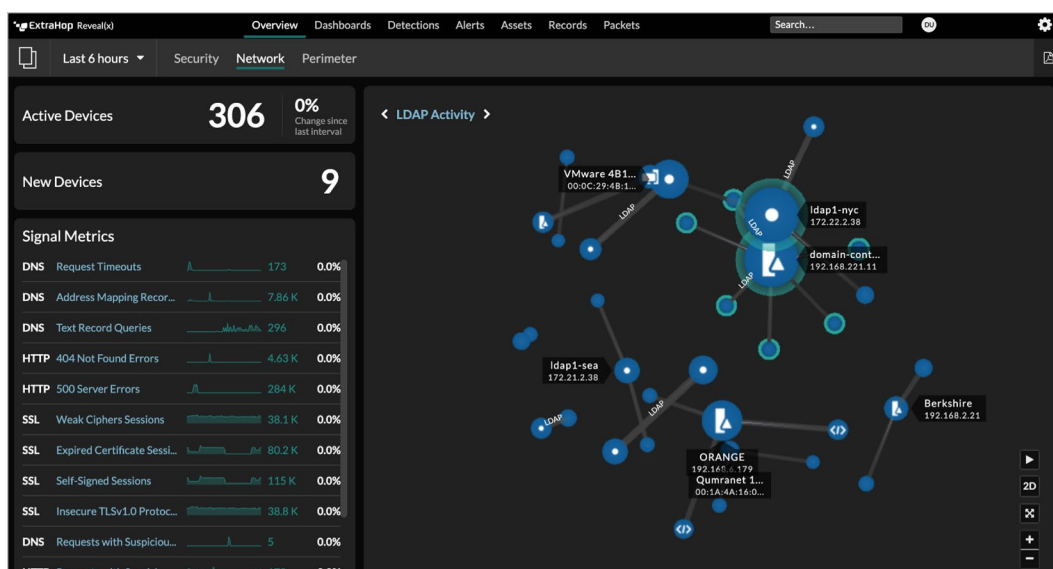 ExtraHop Reveal(x)
Overview Dashboards Detections Alerts Assets Records Packets
Search...
DU
Last 6 hours
Security Network Perimeter
Active Devices 306 0%
Change since
last interval
New Devices 9
Signal Metrics
DNS Request Timeouts 173 0.0%
DNS Address Mapping Recor... 7.86 K 0.0%
DNS Text Record Queries 296 0.0%
HTTP 404 Not Found Errors 4.63 K 0.0%
HTTP 500 Server Errors 284 K 0.0%
SSL Weak Ciphers Sessions 38.1 K 0.0%
SSL Expired Certificate Sessi... 80.2 K 0.0%
SSL Self-Signed Sessions 115 K 0.0%
SSL Insecure TLSv1.0 Protoc... 38.8 K 0.0%
DNS Requests with Suspiciou... 5 0.0%
LDAP Activity
LDAP
VMware 4B1...
00:0C:29:4B:1...
LDAP
ldap1-nyc
172.22.2.38
LDAP
domain-cont...
192.168.221.11
LDAP
ldap1-sea
172.21.2.38
LDAP
LDAP
Berkshire
192.168.2.21
ORANGE
192.168.6.179
Qumranet 1...
00:1A:4A:16:0...
2D